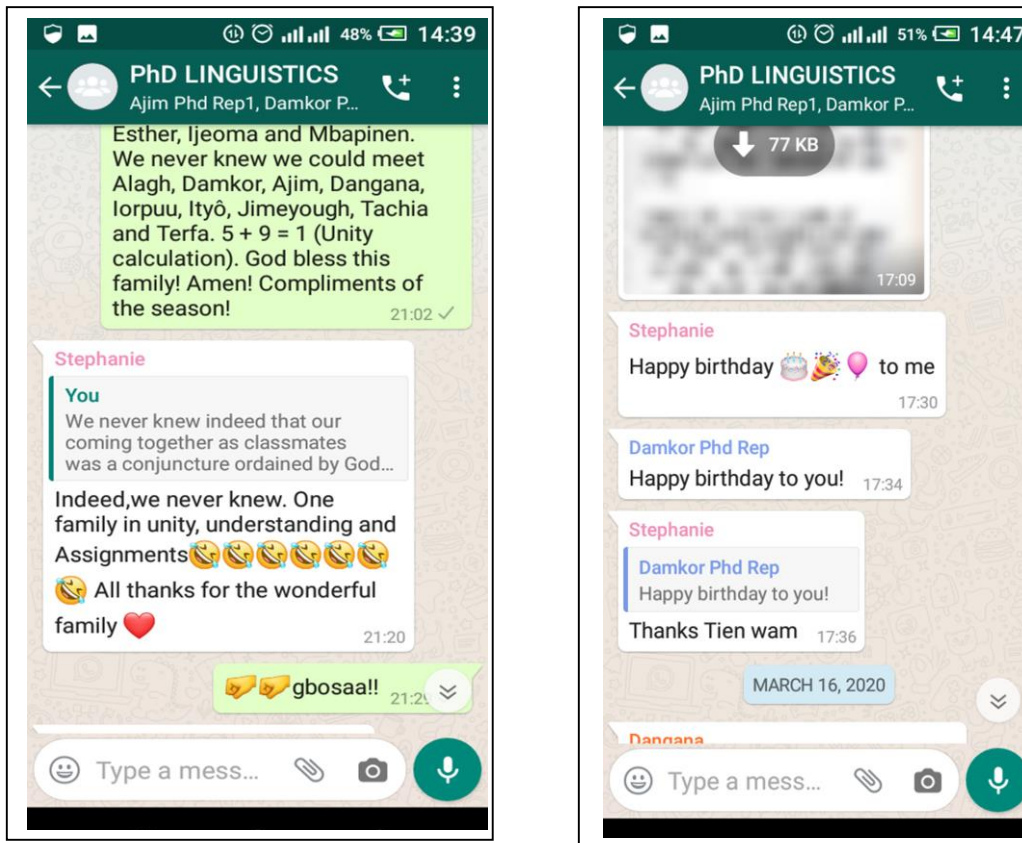 48% 14:39
PhD LINGUISTICS
Ajim Phd Rep1, Damkor P...
Esther, Ijeoma and Mbapinen.
We never knew we could meet
Alagh, Damkor, Ajim, Dangana,
Iorpuu, Ityô, Jimeyough, Tachia
and Terfa. 5 + 9 = 1 (Unity
calculation). God bless this
family! Amen! Compliments of
the season!
21:02
Stephanie
You
We never knew indeed that our
coming together as classmates
was a conjuncture ordained by God...
Indeed,we never knew. One
family in unity, understanding and
Assignments🤣🤣🤣🤣🤣🤣
🤣 All thanks for the wonderful
family ❤️
21:20
🤛🤛gbosaa!!
Type a mess...
51% 14:47
PhD LINGUISTICS
Ajim Phd Rep1, Damkor P...
77 KB
17:09
Stephanie
Happy birthday 🎂🎉🎈 to me
17:30
Damkor Phd Rep
Happy birthday to you! 17:34
Stephanie
Damkor Phd Rep
Happy birthday to you!
Thanks Tien wam 17:36
MARCH 16, 2020
Dangana
Type a mess...